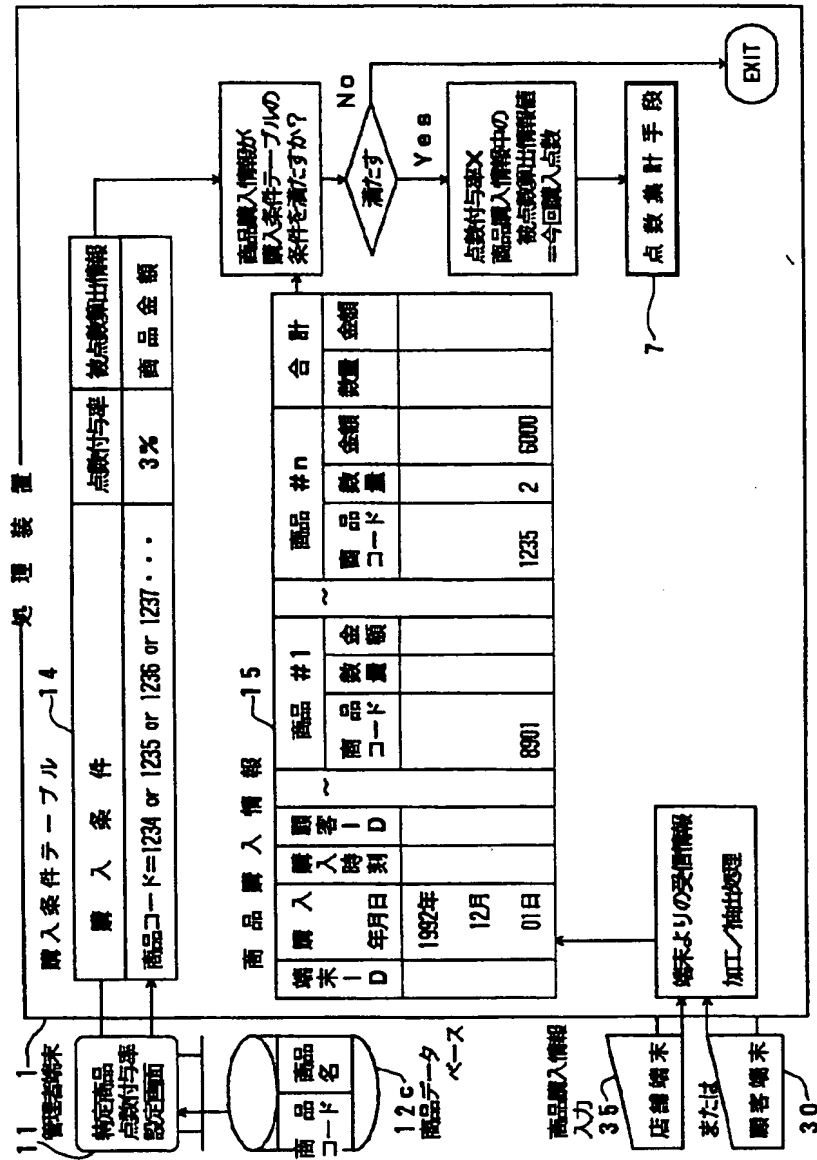 処理装置
1
11
管理者端末
特定商品
点数付与率
設定画面
商品コード
商品名
12c
商品データ
ベース
購入条件テーブル
14
購入条件
点数付与率
被点数算出情報
商品コード=1234 or 1235 or 1236 or 1237・・・
3%
商品金額
商品購入情報
15
端末ID
購入年月日
購入時刻
顧客ID
~
商品 #1
~
商品 #n
合計
商品コード
数量
金額
商品コード
数量
金額
数量
金額
1992年
12月
01日
8901
1235
2
6000
商品購入情報が
購入条件テーブルの
条件を満たすか?
満たす
No
Yes
点数付与率×
商品購入情報中の
被点数算出情報値
=今回購入点数
点数集計手段
7
EXIT
商品購入情報
入力
35
店舗端末
または
顧客端末
30
端末よりの受信情報
加工/抽出処理